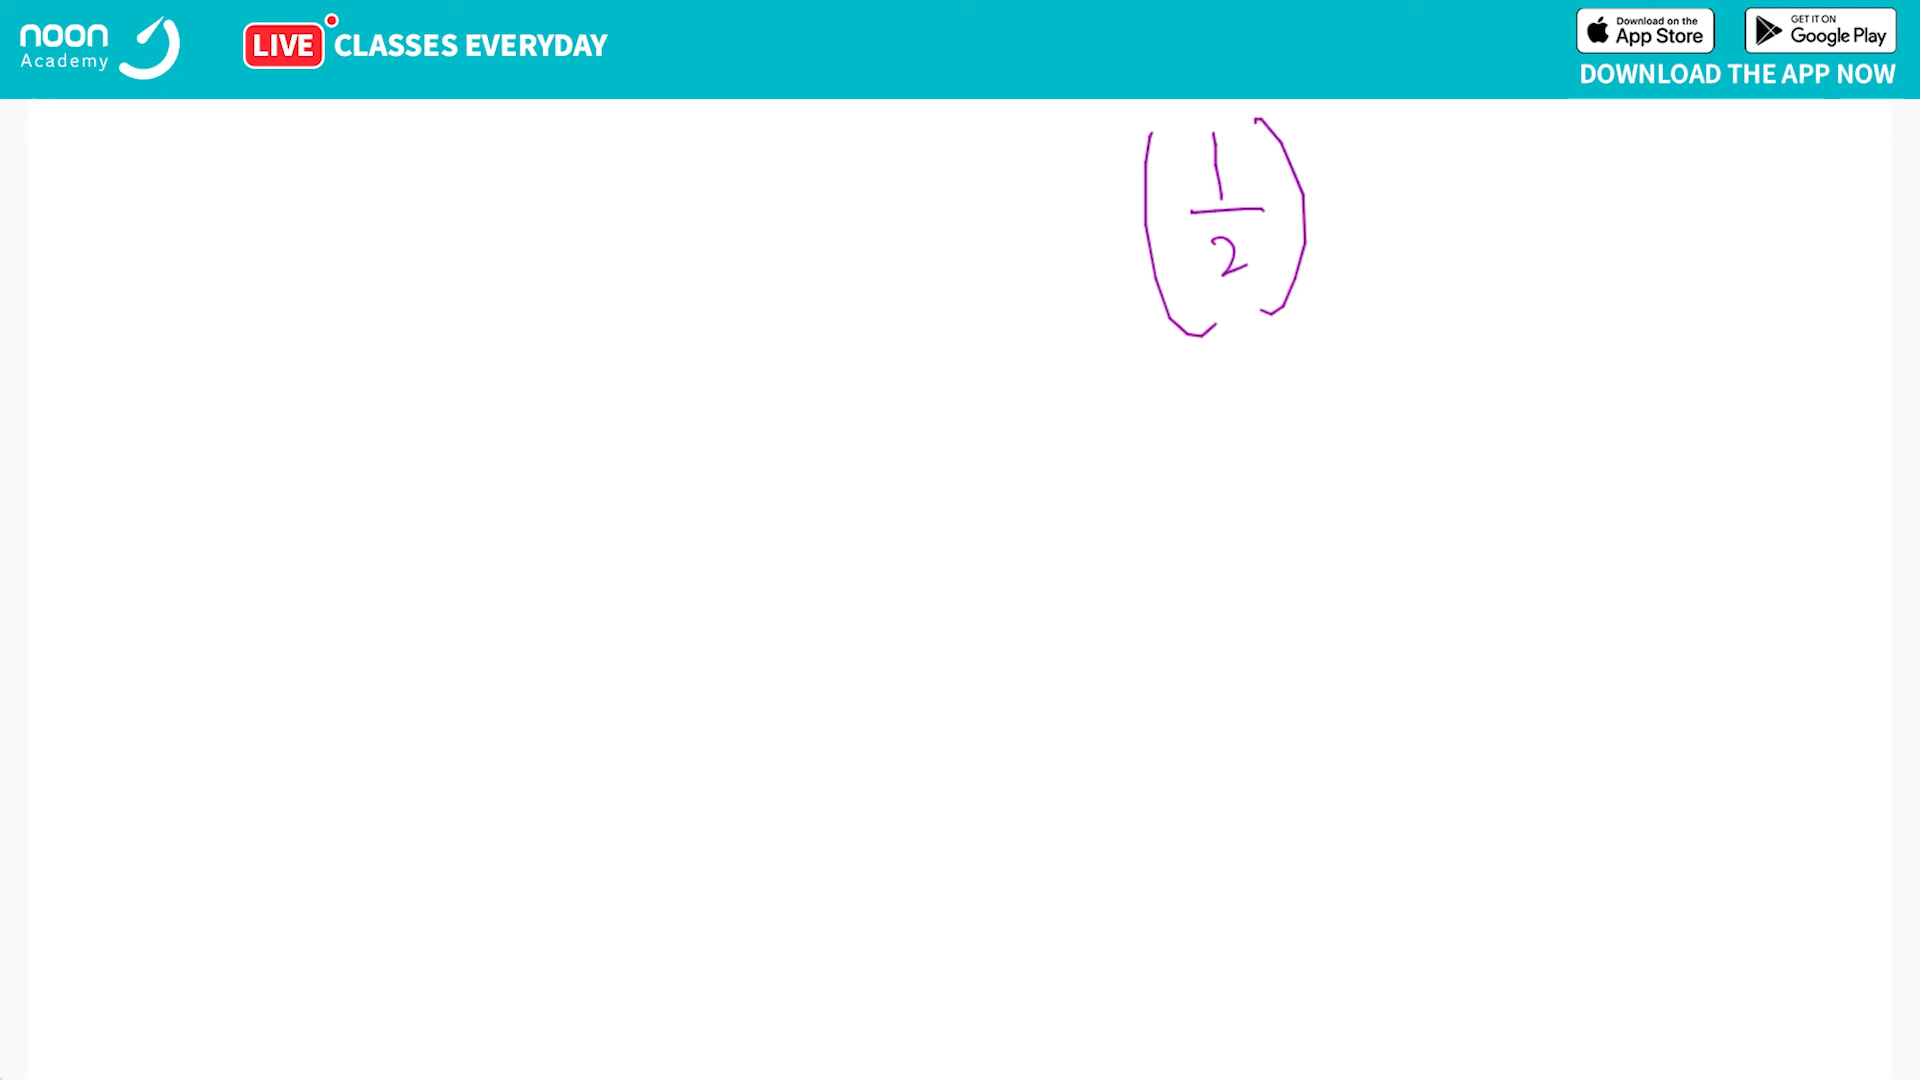 noon
Academy
LIVE CLASSES EVERYDAY
Download on the
App Store
GET IT ON
Google Play
DOWNLOAD THE APP NOW
(1/2)